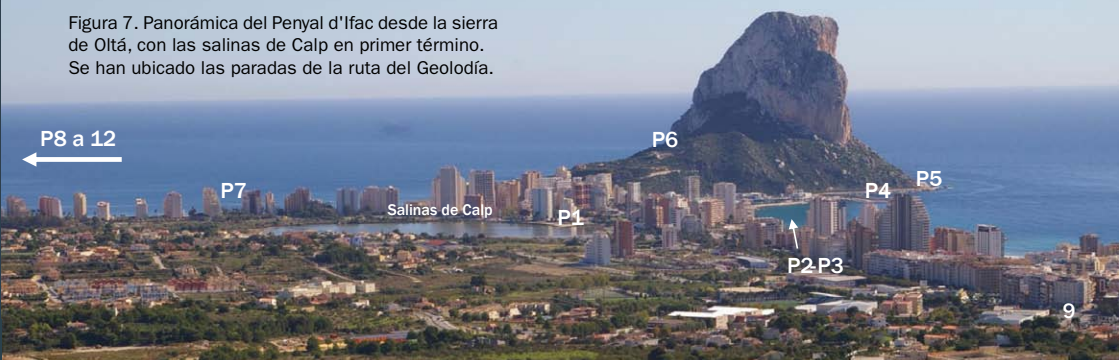 Figura 7. Panorámica del Penyal d'Ifac desde la sierra
de Oltá, con las salinas de Calp en primer término.
Se han ubicado las paradas de la ruta del Geolodía.
P8 a 12
P6
P7
P5
P4
Salinas de Calp
P1
P2-P3
9